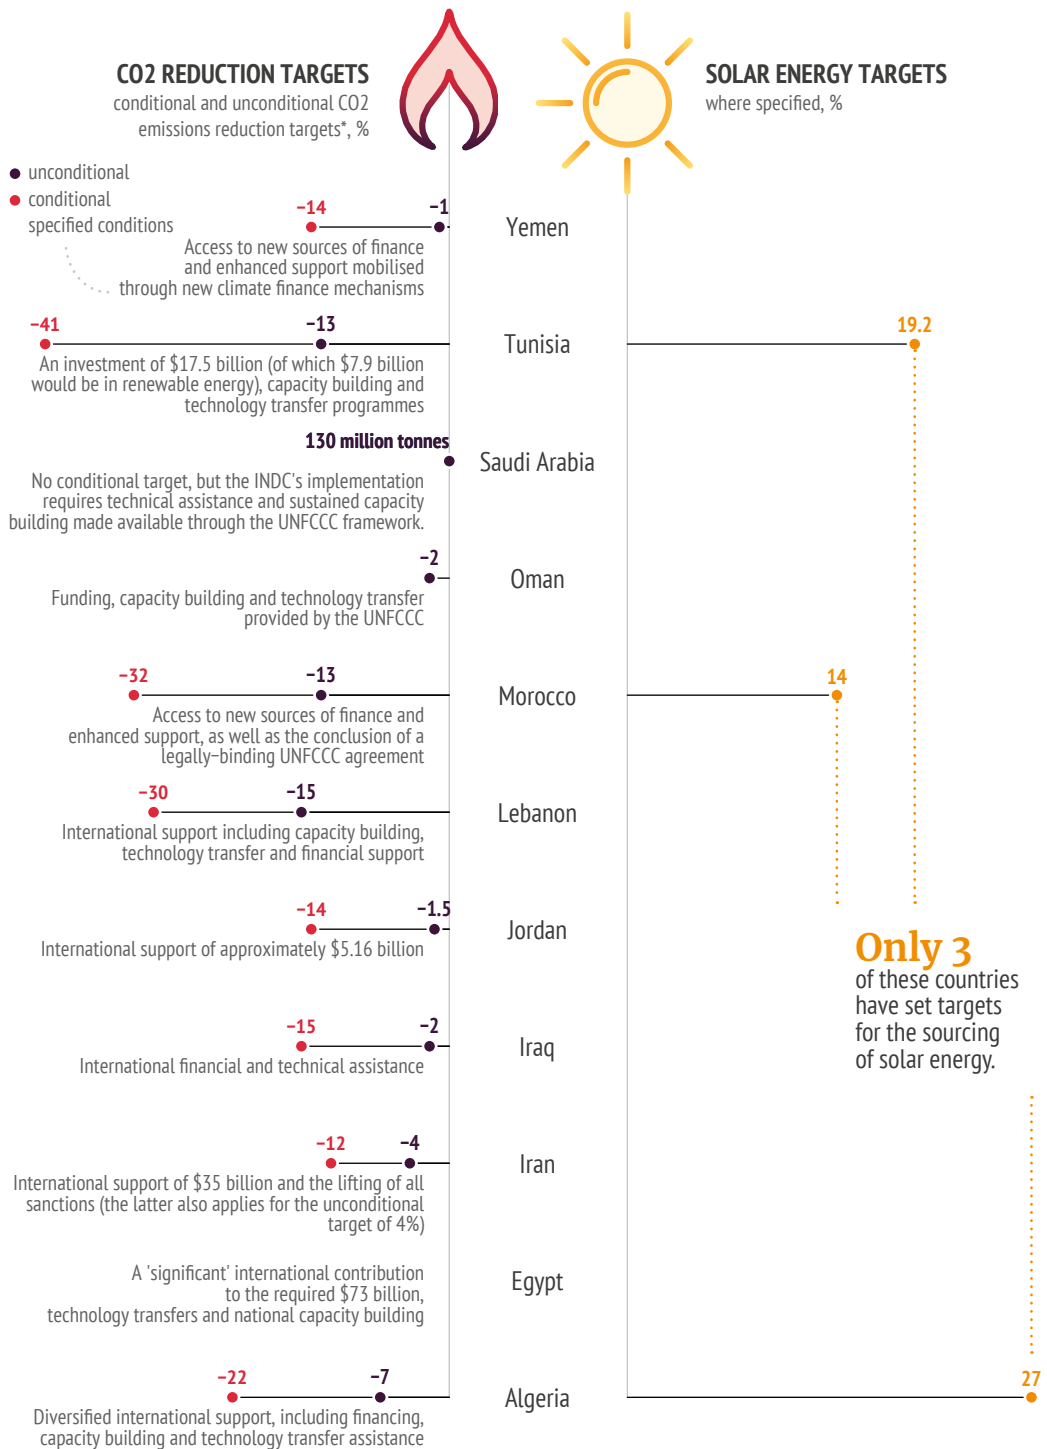 CO2 REDUCTION TARGETS
conditional and unconditional CO2
emissions reduction targets*, %
SOLAR ENERGY TARGETS
where specified, %
unconditional
conditional
specified conditions
−14
−1
Yemen
Access to new sources of finance
and enhanced support mobilised
through new climate finance mechanisms
−41
−13
Tunisia
19.2
An investment of $17.5 billion (of which $7.9 billion
would be in renewable energy), capacity building and
technology transfer programmes
130 million tonnes
Saudi Arabia
No conditional target, but the INDC's implementation
requires technical assistance and sustained capacity
building made available through the UNFCCC framework.
−2
Oman
Funding, capacity building and technology transfer
provided by the UNFCCC
−32
−13
Morocco
14
Access to new sources of finance and
enhanced support, as well as the conclusion of a
legally−binding UNFCCC agreement
−30
−15
Lebanon
International support including capacity building,
technology transfer and financial support
−14
−1.5
Jordan
International support of approximately $5.16 billion
Only 3
of these countries
have set targets
for the sourcing
of solar energy.
−15
−2
Iraq
International financial and technical assistance
−12
−4
Iran
International support of $35 billion and the lifting of all
sanctions (the latter also applies for the unconditional
target of 4%)
Egypt
A 'significant' international contribution
to the required $73 billion,
technology transfers and national capacity building
−22
−7
Algeria
27
Diversified international support, including financing,
capacity building and technology transfer assistance